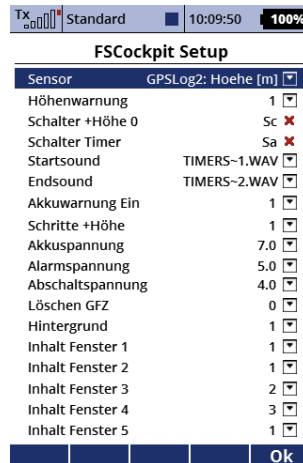 Tx Standard 10:09:50 100%
FSCockpit Setup
Sensor GPSLog2: Hoehe [m]
Höhenwarnung 1
Schalter +Höhe 0 Sc
Schalter Timer Sa
Startsound TIMERS~1.WAV
Endsound TIMERS~2.WAV
Akkuwarnung Ein 1
Schritte +Höhe 1
Akkuspannung 7.0
Alarmspannung 5.0
Abschaltspannung 4.0
Löschen GFZ 0
Hintergrund 1
Inhalt Fenster 1 1
Inhalt Fenster 2 1
Inhalt Fenster 3 2
Inhalt Fenster 4 3
Inhalt Fenster 5 1
Ok